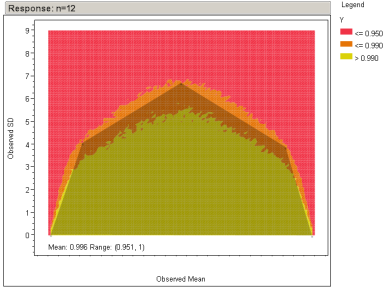 Response: n=12
Legend
Y
<= 0.950
<= 0.990
> 0.990
Observed SD
9
8
7
6
5
4
3
2
1
0
Mean: 0.996 Range: (0.951, 1)
Observed Mean